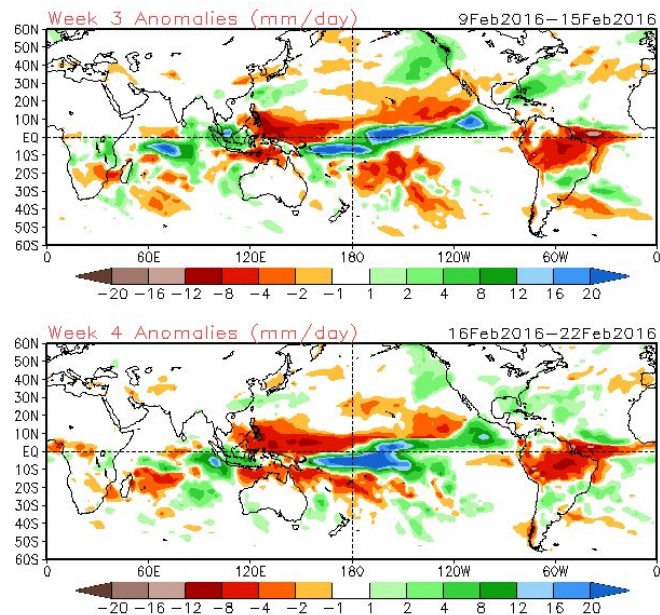 Week 3 Anomalies (mm/day) 9Feb2016–15Feb2016
60N
50N
40N
30N
20N
10N
EQ
10S
20S
30S
40S
50S
60S
0 60E 120E 180 120W 60W 0
−20 −16 −12 −8 −4 −2 −1 1 2 4 8 12 16 20
Week 4 Anomalies (mm/day) 16Feb2016–22Feb2016
60N
50N
40N
30N
20N
10N
EQ
10S
20S
30S
40S
50S
60S
0 60E 120E 180 120W 60W 0
−20 −16 −12 −8 −4 −2 −1 1 2 4 8 12 16 20